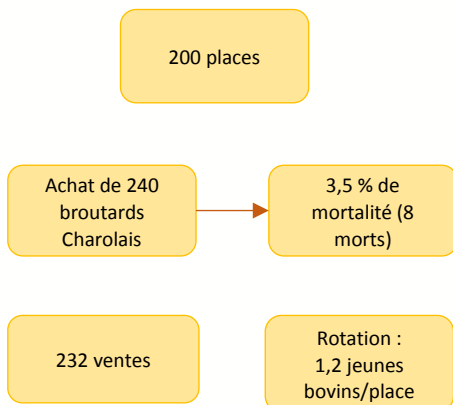 200 places
Achat de 240
broutards
Charolais
3,5 % de
mortalité (8
morts)
232 ventes
Rotation :
1,2 jeunes
bovins/place